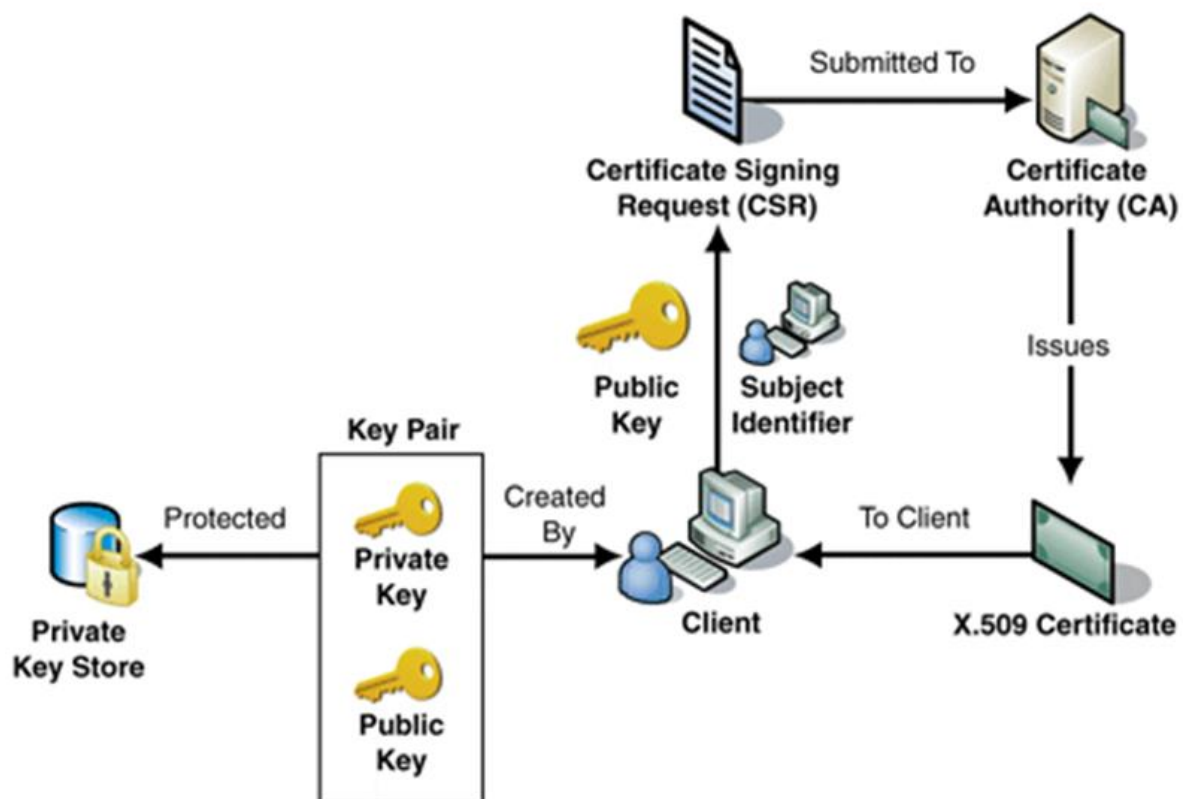 Submitted To
Certificate Signing
Request (CSR)
Certificate
Authority (CA)
Public
Key
Subject
Identifier
Issues
Key Pair
Protected
Private
Key
Created
By
To Client
Private
Key Store
Client
X.509 Certificate
Public
Key